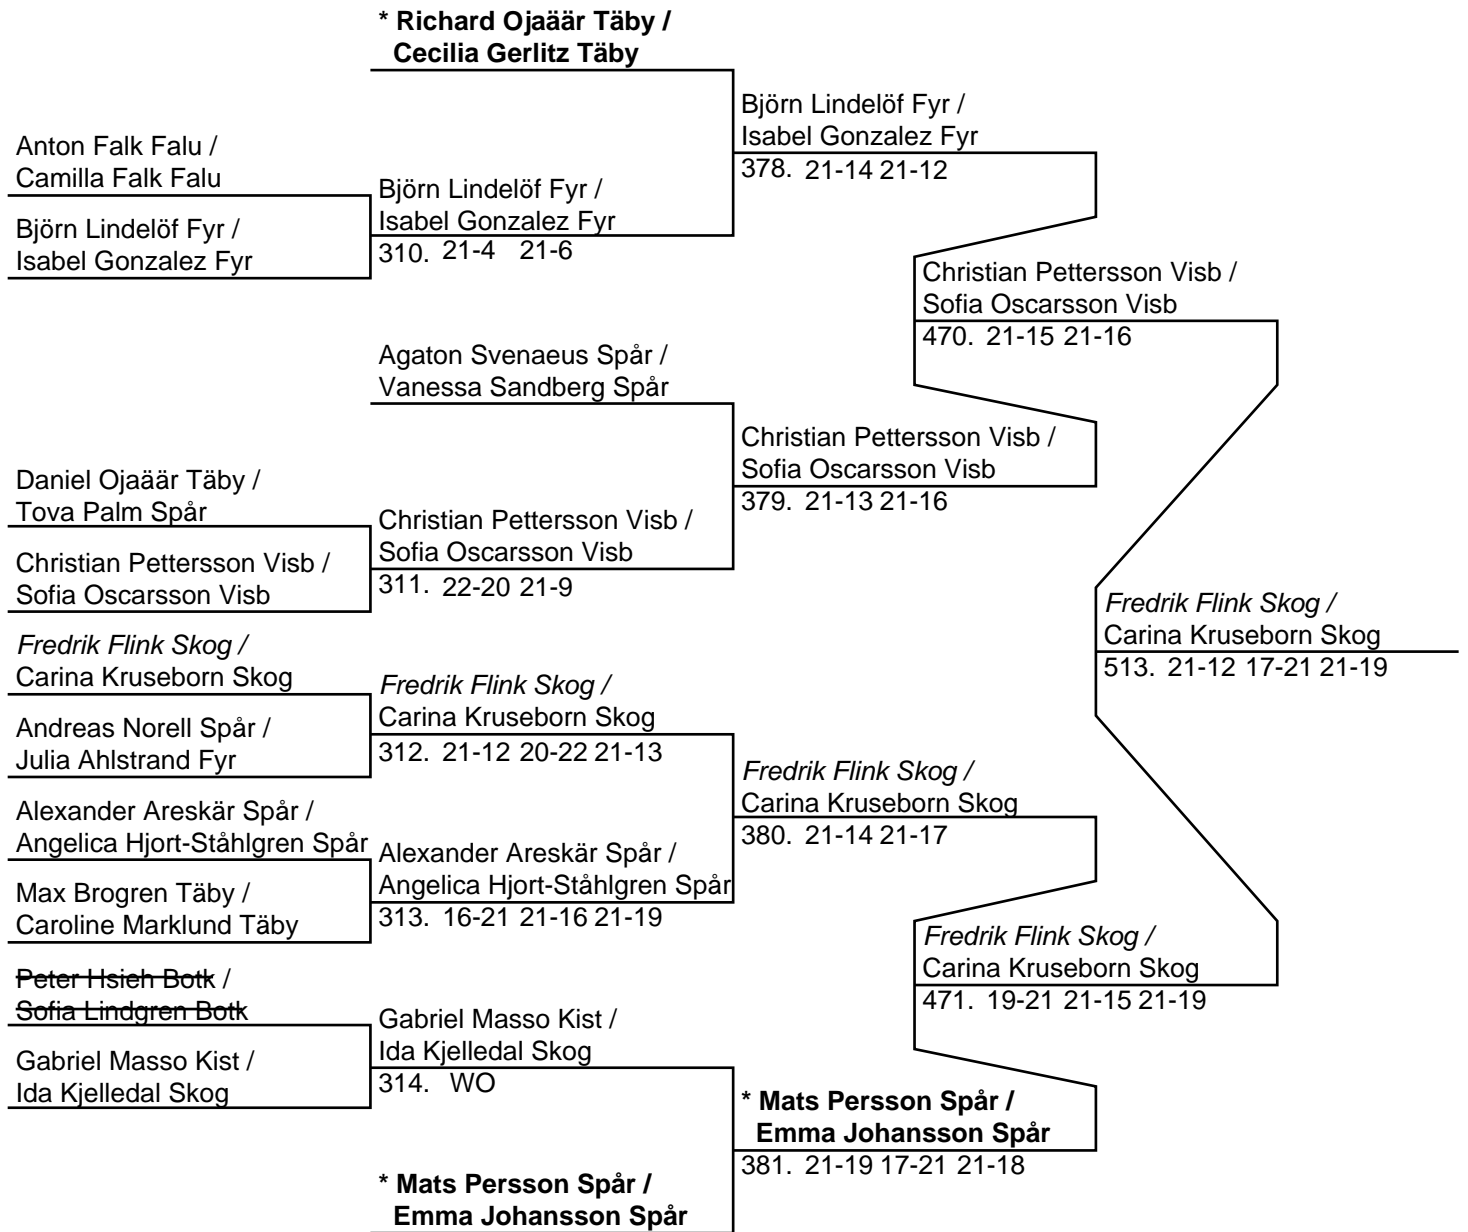 * Richard Ojaäär Täby /
Cecilia Gerlitz Täby
Anton Falk Falu /
Camilla Falk Falu
Björn Lindelöf Fyr /
Isabel Gonzalez Fyr
Björn Lindelöf Fyr /
Isabel Gonzalez Fyr
310. 21-4 21-6
Björn Lindelöf Fyr /
Isabel Gonzalez Fyr
378. 21-14 21-12
Agaton Svenaeus Spår /
Vanessa Sandberg Spår
Daniel Ojaäär Täby /
Tova Palm Spår
Christian Pettersson Visb /
Sofia Oscarsson Visb
Christian Pettersson Visb /
Sofia Oscarsson Visb
311. 22-20 21-9
Christian Pettersson Visb /
Sofia Oscarsson Visb
379. 21-13 21-16
Christian Pettersson Visb /
Sofia Oscarsson Visb
470. 21-15 21-16
Fredrik Flink Skog /
Carina Kruseborn Skog
Andreas Norell Spår /
Julia Ahlstrand Fyr
Fredrik Flink Skog /
Carina Kruseborn Skog
312. 21-12 20-22 21-13
Alexander Areskär Spår /
Angelica Hjort-Ståhlgren Spår
Max Brogren Täby /
Caroline Marklund Täby
Alexander Areskär Spår /
Angelica Hjort-Ståhlgren Spår
313. 16-21 21-16 21-19
Fredrik Flink Skog /
Carina Kruseborn Skog
380. 21-14 21-17
Peter Hsieh Botk /
Sofia Lindgren Botk
Gabriel Masso Kist /
Ida Kjelledal Skog
Gabriel Masso Kist /
Ida Kjelledal Skog
314. WO
* Mats Persson Spår /
Emma Johansson Spår
* Mats Persson Spår /
Emma Johansson Spår
381. 21-19 17-21 21-18
Fredrik Flink Skog /
Carina Kruseborn Skog
471. 19-21 21-15 21-19
Fredrik Flink Skog /
Carina Kruseborn Skog
513. 21-12 17-21 21-19